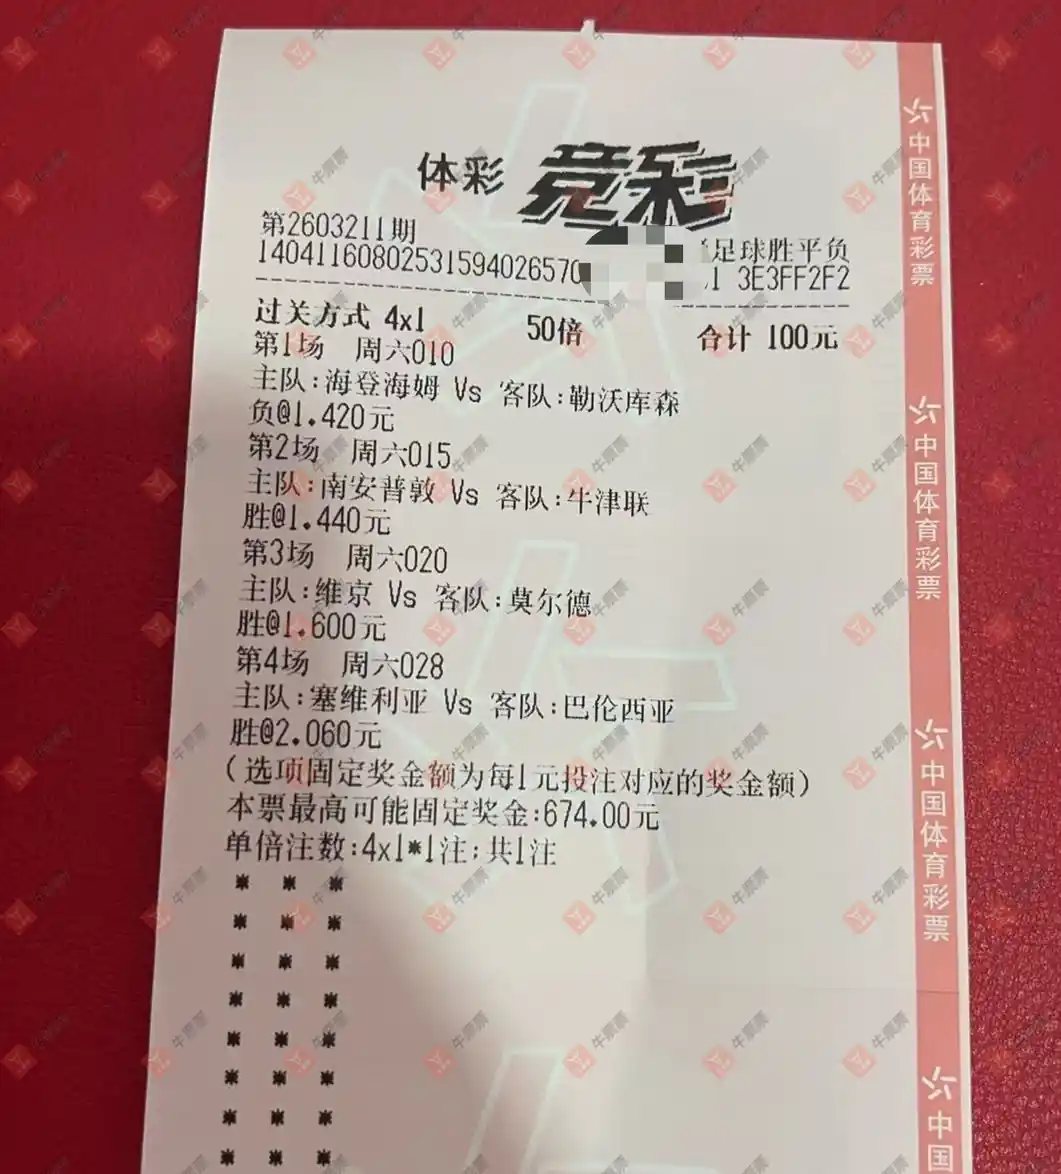 体彩 竞彩
第2603211期
足球胜平负
14041160802531594026570
1 3E3FF2F2
过关方式 4x1 50倍 合计 100元
第1场 周六010
主队:海登海姆 Vs 客队:勒沃库森
负@1.420元
第2场 周六015
主队:南安普敦 Vs 客队:牛津联
胜@1.440元
第3场 周六020
主队:维京 Vs 客队:莫尔德
胜@1.600元
第4场 周六028
主队:塞维利亚 Vs 客队:巴伦西亚
胜@2.060元
(选项固定奖金额为每1元投注对应的奖金额)
本票最高可能固定奖金:674.00元
单倍注数:4x1*1注;共1注
中国体育彩票
中国体育彩票
中国体育彩票
中国
牛票票